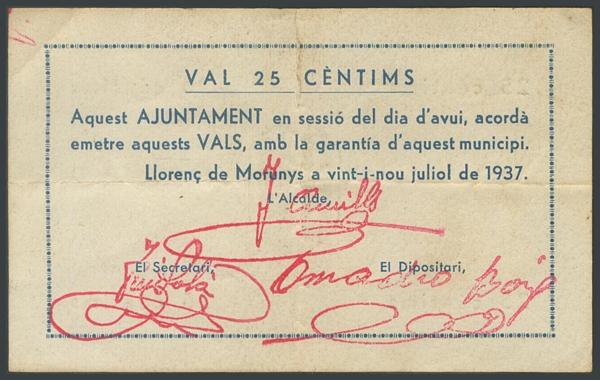 VAL 25 CÈNTIMS
Aquest AJUNTAMENT en sessió del dia d'avui, acordà
emetre aquests VALS, amb la garantía d'aquest municipi.
Llorenç de Morunys a vint-i-nou juliol de 1937.
L'Alcalde,
El Secretari, El Dipositari,